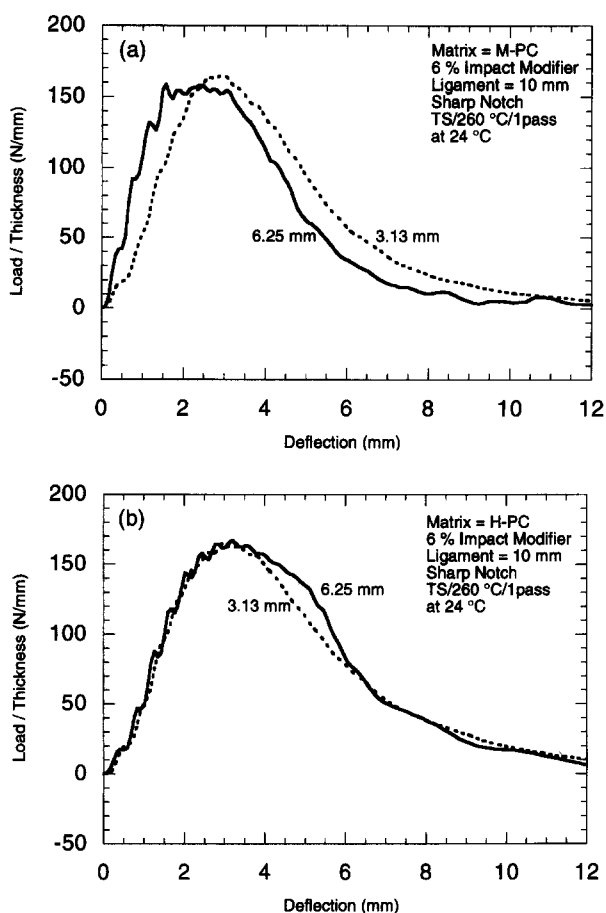 200
(a)
Matrix = M-PC
6 % Impact Modifier
Ligament = 10 mm
Sharp Notch
TS/260 °C/1pass
at 24 °C
150
100
50
0
-50
Load / Thickness (N/mm)
6.25 mm
3.13 mm
0 2 4 6 8 10 12
Deflection (mm)
200
(b)
Matrix = H-PC
6 % Impact Modifier
Ligament = 10 mm
Sharp Notch
TS/260 °C/1pass
at 24 °C
150
100
50
0
-50
Load / Thickness (N/mm)
6.25 mm
3.13 mm
0 2 4 6 8 10 12
Deflection (mm)